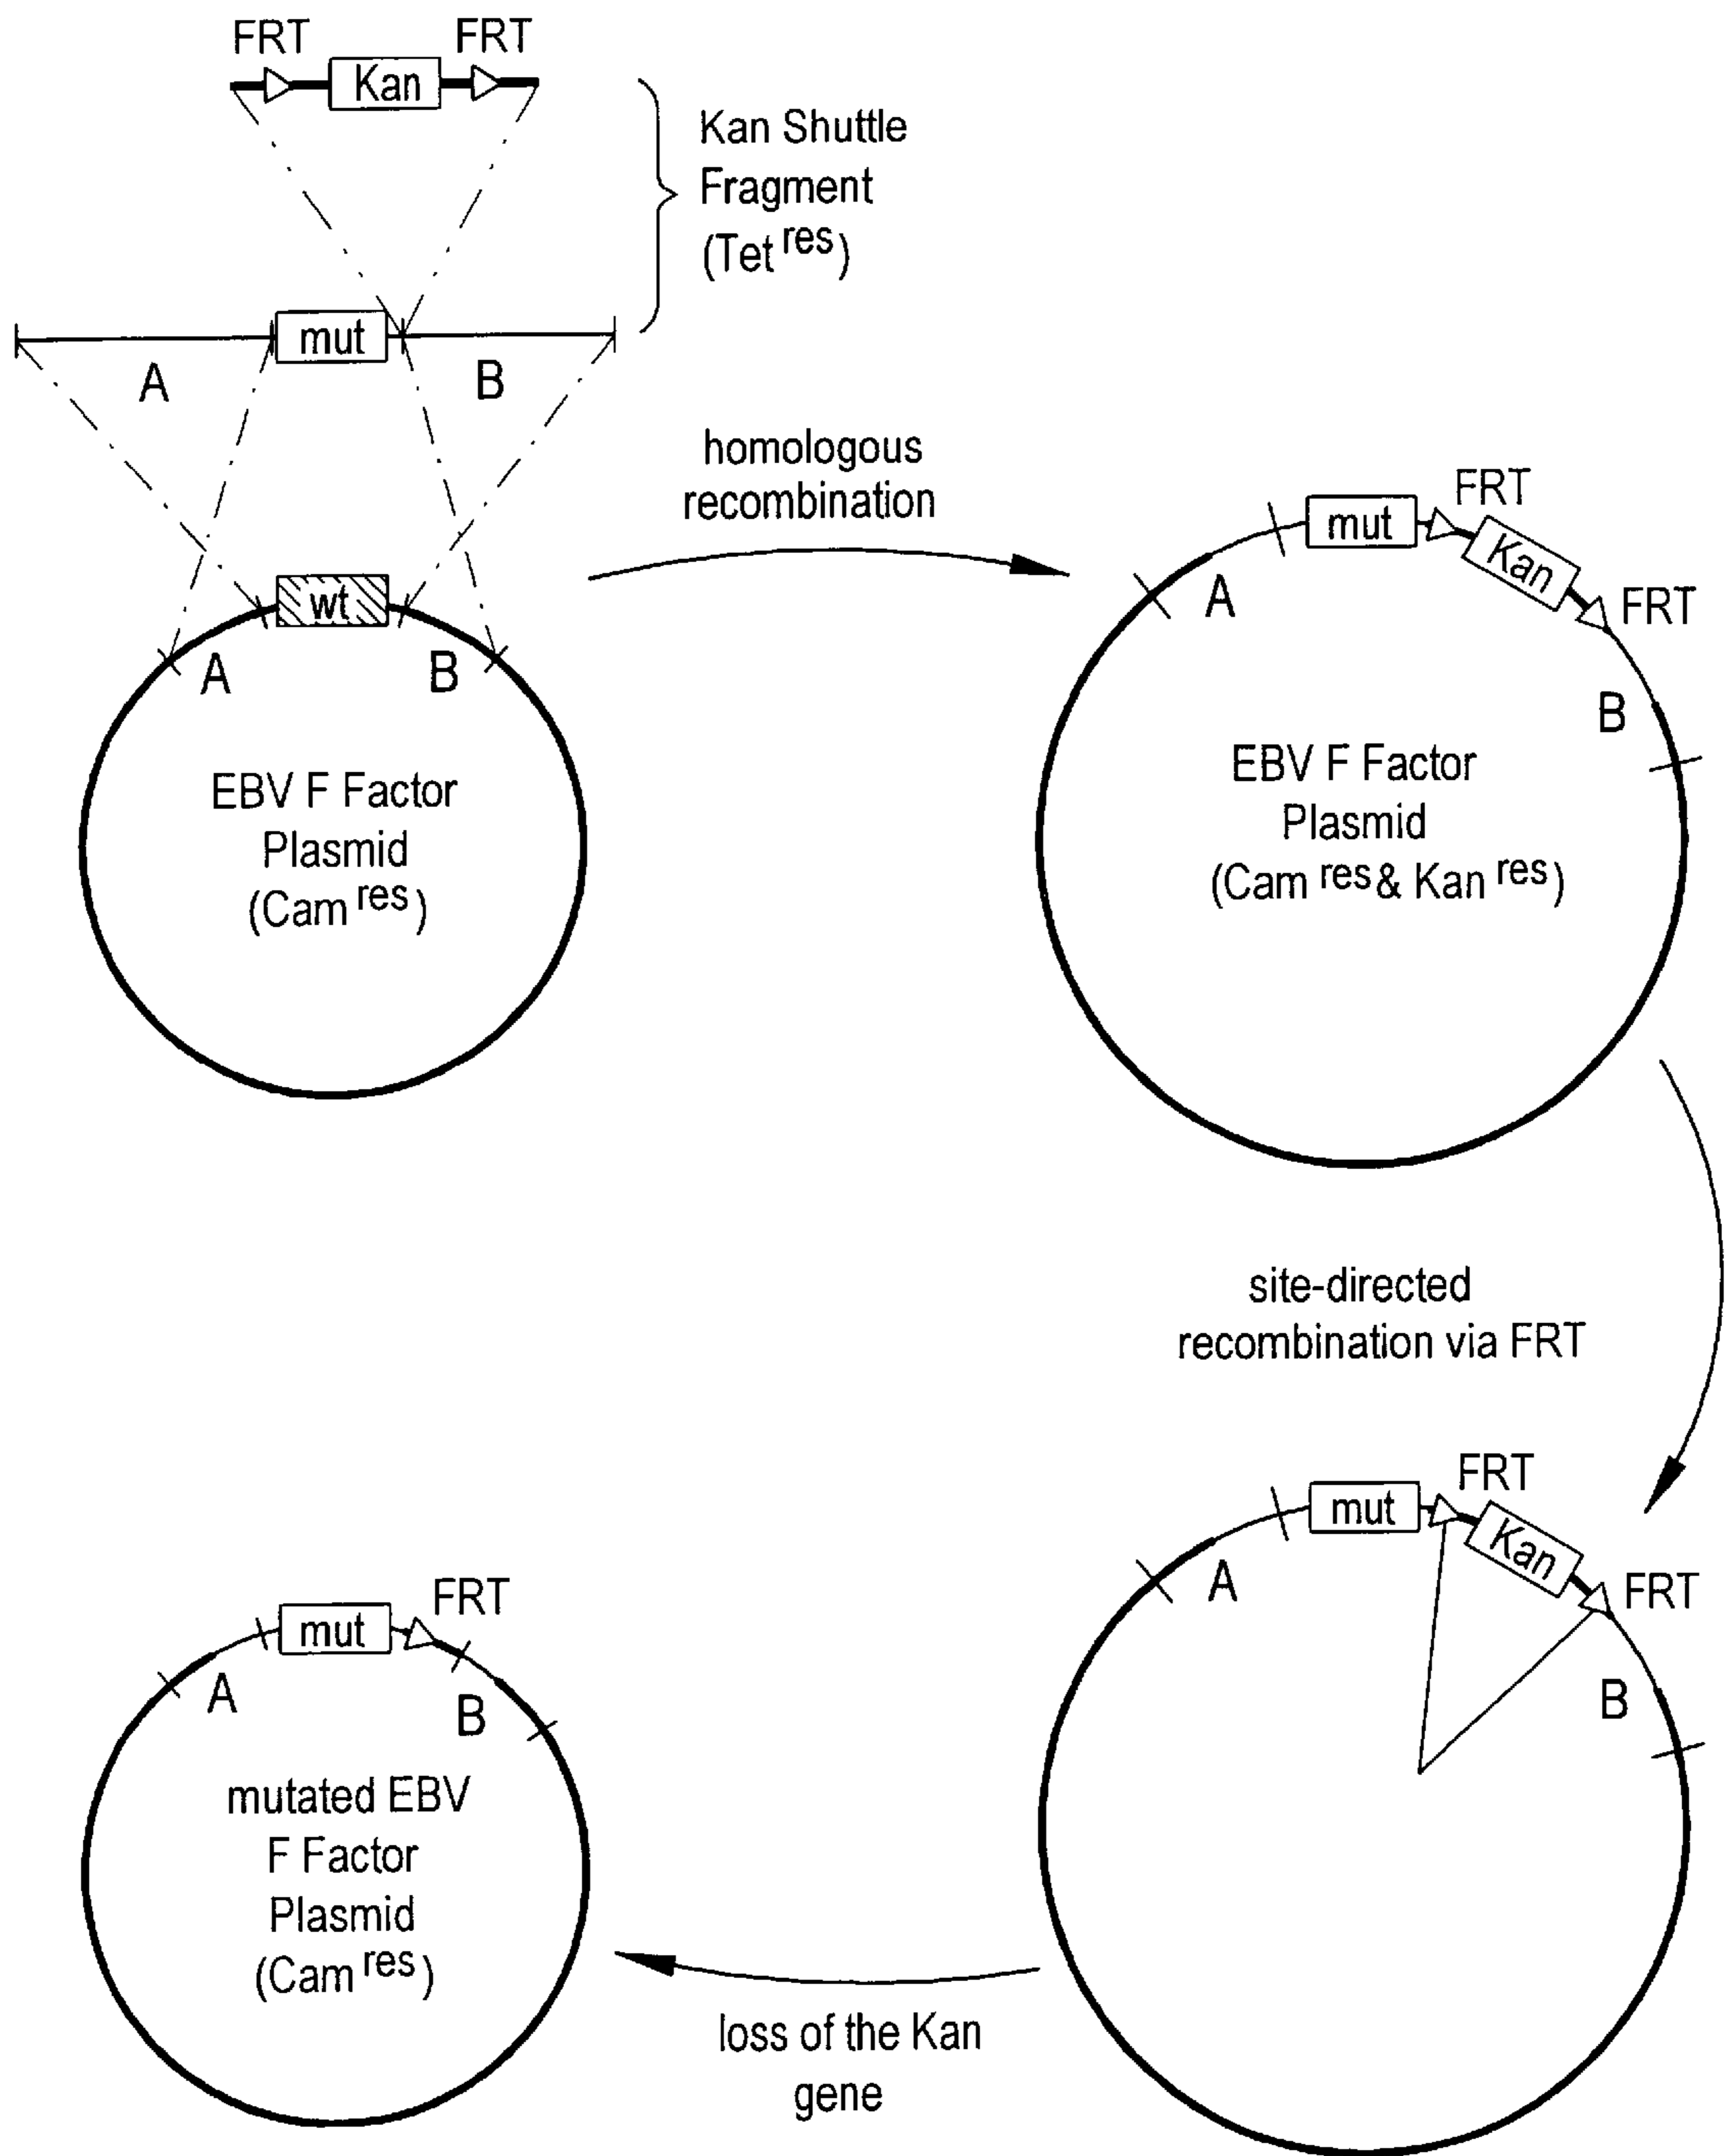 FRT FRT
Kan
Kan Shuttle
Fragment
(Tet res)
mut
A B
homologous
recombination
wt
A B
EBV F Factor
Plasmid
(Cam res)
FRT
mut
Kan
FRT
A
B
EBV F Factor
Plasmid
(Cam res & Kan res)
site-directed
recombination via FRT
FRT
mut
Kan
FRT
A
B
loss of the Kan
gene
FRT
mut
A
B
mutated EBV
F Factor
Plasmid
(Cam res)